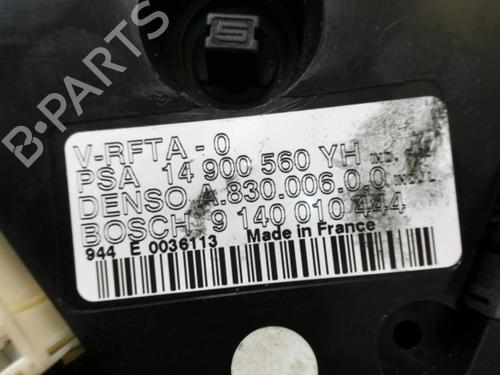 B-PARTS
V-RFTA - 0
PSA 14 900 560 YH IND.
DENSO A.830.006.0.0
BOSCH 9 140 010 444
944 E 0036113 Made in France